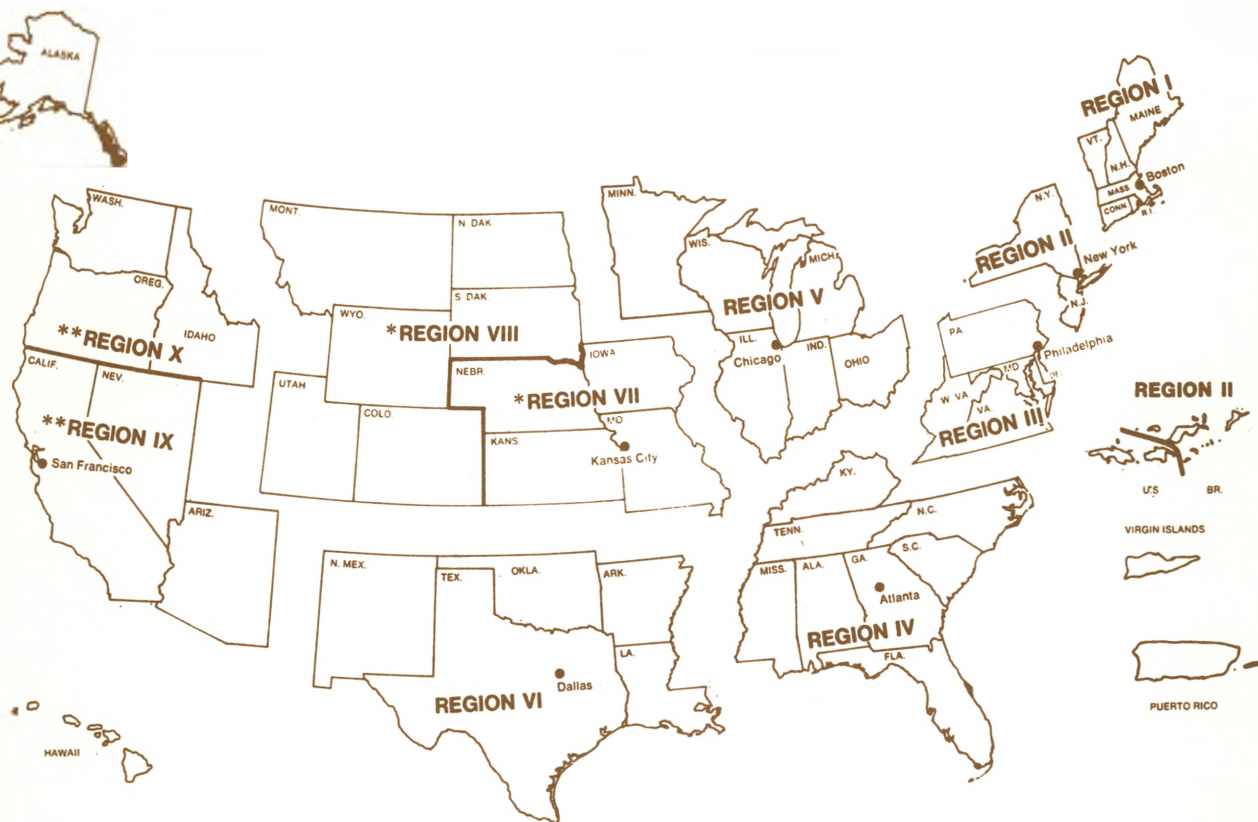 ALASKA
REGION I
MAINE
VT.
N.H.
MASS.
Boston
CONN.
R.I.
N.Y.
REGION II
New York
N.J.
WASH.
OREG.
IDAHO
**REGION X
MONT.
N DAK
S DAK
WYO.
*REGION VIII
UTAH
COLO.
MINN.
WIS.
MICH.
REGION V
ILL.
Chicago
IND.
OHIO
PA
Philadelphia
MD
DE.
W VA
VA.
REGION III
CALIF.
NEV.
**REGION IX
San Francisco
ARIZ.
NEBR
IOWA
*REGION VII
KANS.
MO
Kansas City
REGION II
U.S.
BR.
VIRGIN ISLANDS
PUERTO RICO
KY.
TENN.
N.C.
S.C.
MISS.
ALA.
GA.
Atlanta
REGION IV
FLA.
N. MEX.
TEX.
OKLA.
ARK.
LA.
Dallas
REGION VI
HAWAII